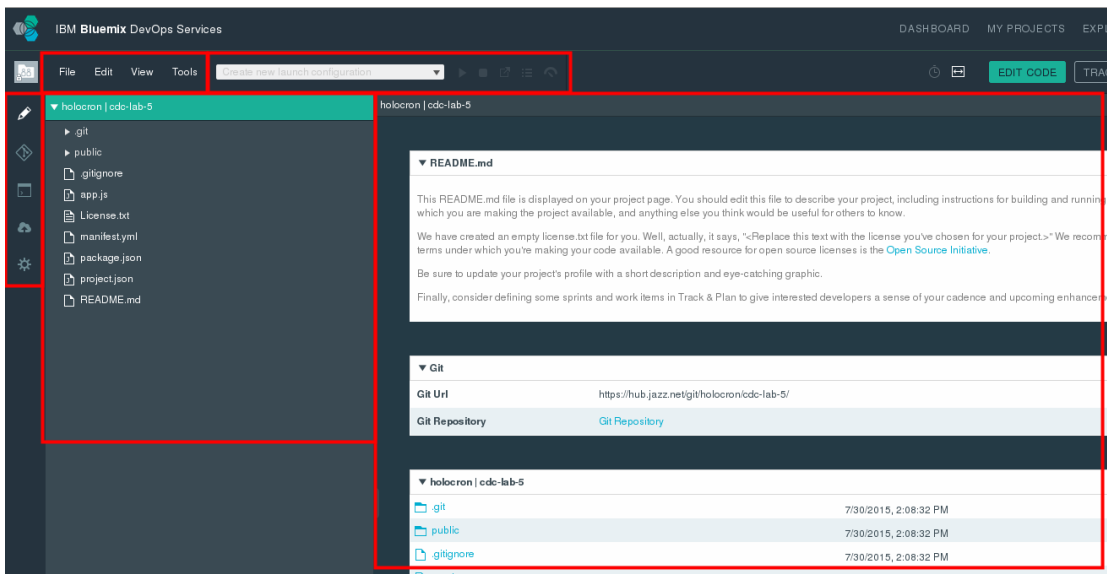 IBM Bluemix DevOps Services
DASHBOARD MY PROJECTS EXPL
File Edit View Tools Create new launch configuration EDIT CODE TRAC
holocron | cdc-lab-5
.git
public
.gitignore
app.js
License.txt
manifest.yml
package.json
project.json
README.md
holocron | cdc-lab-5
README.md
This README.md file is displayed on your project page. You should edit this file to describe your project, including instructions for building and running
which you are making the project available, and anything else you think would be useful for others to know.
We have created an empty license.txt file for you. Well, actually, it says, "<Replace this text with the license you've chosen for your project.>" We recomm
terms under which you're making your code available. A good resource for open source licenses is the Open Source Initiative.
Be sure to update your project's profile with a short description and eye-catching graphic.
Finally, consider defining some sprints and work items in Track & Plan to give interested developers a sense of your cadence and upcoming enhancem
Git
Git Url https://hub.jazz.net/git/holocron/cdc-lab-5/
Git Repository Git Repository
holocron | cdc-lab-5
.git 7/30/2015, 2:08:32 PM
public 7/30/2015, 2:08:32 PM
.gitignore 7/30/2015, 2:08:32 PM